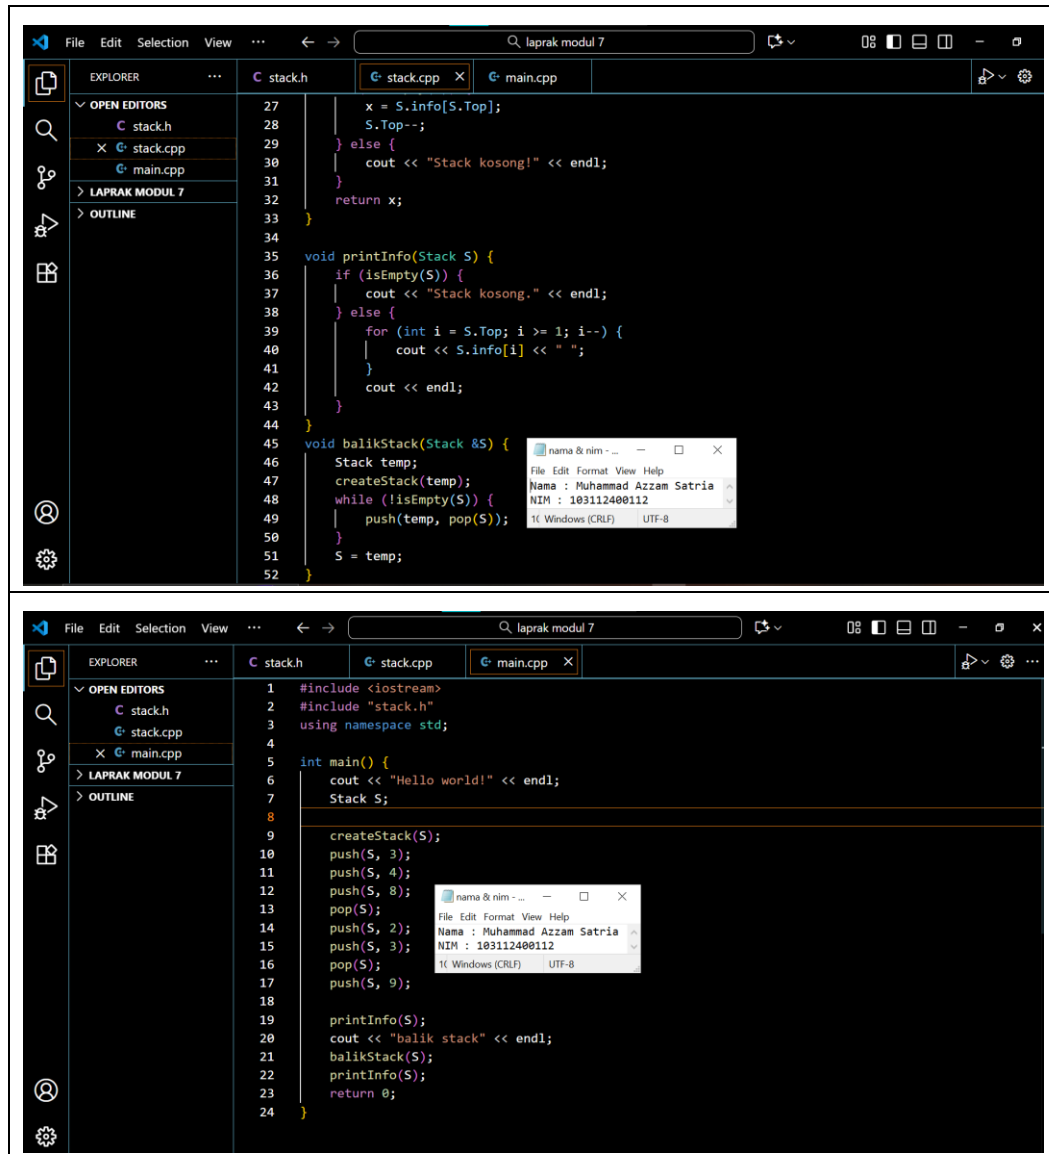 File Edit Selection View ... ← → laprak modul 7
EXPLORER ... C stack.h stack.cpp X main.cpp
OPEN EDITORS
C stack.h
X stack.cpp
main.cpp
> LAPRAK MODUL 7
> OUTLINE
27 x = S.info[S.Top];
28 S.Top--;
29 } else {
30 cout << "Stack kosong!" << endl;
31 }
32 return x;
33 }
34
35 void printInfo(Stack S) {
36 if (isEmpty(S)) {
37 cout << "Stack kosong." << endl;
38 } else {
39 for (int i = S.Top; i >= 1; i--) {
40 cout << S.info[i] << " ";
41 }
42 cout << endl;
43 }
44 }
45 void balikStack(Stack &S) {
46 Stack temp;
47 createStack(temp);
48 while (!isEmpty(S)) {
49 push(temp, pop(S));
50 }
51 S = temp;
52 }
nama & nim - ...
File Edit Format View Help
Nama : Muhammad Azzam Satria
NIM : 103112400112
Windows (CRLF) UTF-8
File Edit Selection View ... ← → laprak modul 7
EXPLORER ... C stack.h stack.cpp main.cpp X
OPEN EDITORS
C stack.h
stack.cpp
X main.cpp
> LAPRAK MODUL 7
> OUTLINE
1 #include <iostream>
2 #include "stack.h"
3 using namespace std;
4
5 int main() {
6 cout << "Hello world!" << endl;
7 Stack S;
8
9 createStack(S);
10 push(S, 3);
11 push(S, 4);
12 push(S, 8);
13 pop(S);
14 push(S, 2);
15 push(S, 3);
16 pop(S);
17 push(S, 9);
18
19 printInfo(S);
20 cout << "balik stack" << endl;
21 balikStack(S);
22 printInfo(S);
23 return 0;
24 }
nama & nim - ...
File Edit Format View Help
Nama : Muhammad Azzam Satria
NIM : 103112400112
Windows (CRLF) UTF-8